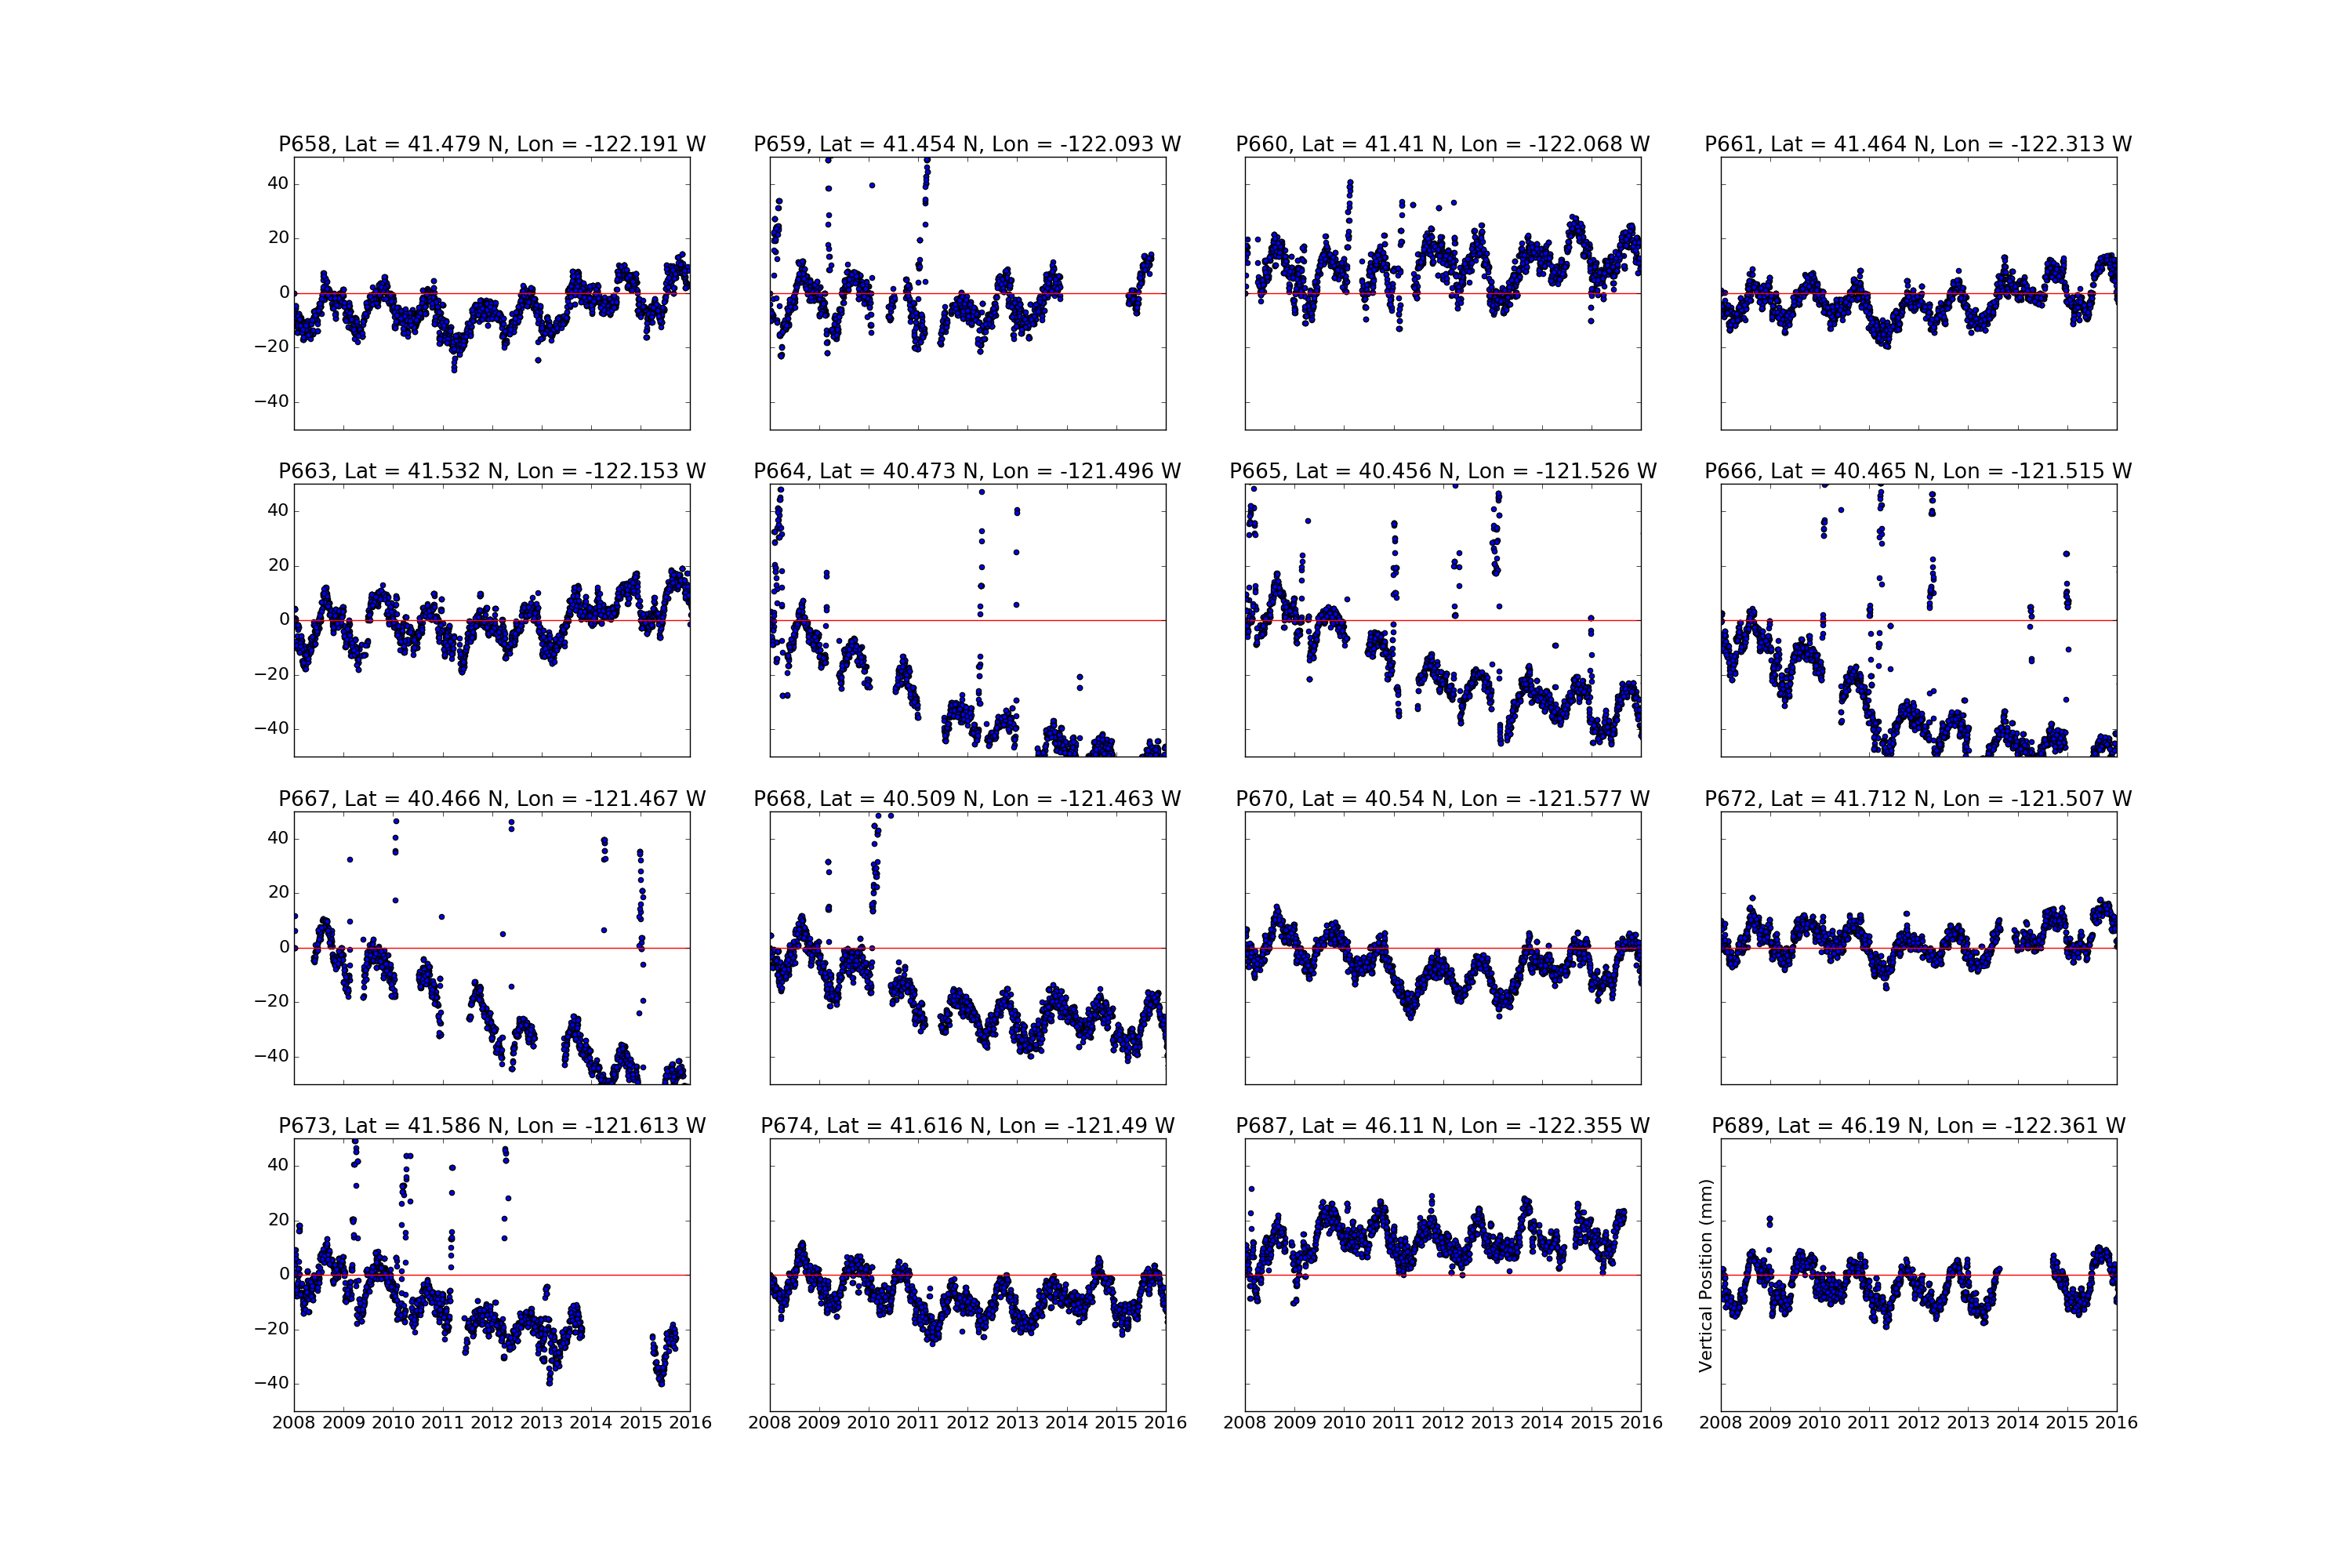 P658, Lat = 41.479 N, Lon = -122.191 W
P659, Lat = 41.454 N, Lon = -122.093 W
P660, Lat = 41.41 N, Lon = -122.068 W
P661, Lat = 41.464 N, Lon = -122.313 W
40
20
0
−20
−40
P663, Lat = 41.532 N, Lon = -122.153 W
P664, Lat = 40.473 N, Lon = -121.496 W
P665, Lat = 40.456 N, Lon = -121.526 W
P666, Lat = 40.465 N, Lon = -121.515 W
40
20
0
−20
−40
P667, Lat = 40.466 N, Lon = -121.467 W
P668, Lat = 40.509 N, Lon = -121.463 W
P670, Lat = 40.54 N, Lon = -121.577 W
P672, Lat = 41.712 N, Lon = -121.507 W
40
20
0
−20
−40
P673, Lat = 41.586 N, Lon = -121.613 W
P674, Lat = 41.616 N, Lon = -121.49 W
P687, Lat = 46.11 N, Lon = -122.355 W
P689, Lat = 46.19 N, Lon = -122.361 W
40
20
0
−20
−40
Vertical Position (mm)
2008 2009 2010 2011 2012 2013 2014 2015 2016
2008 2009 2010 2011 2012 2013 2014 2015 2016
2008 2009 2010 2011 2012 2013 2014 2015 2016
2008 2009 2010 2011 2012 2013 2014 2015 2016